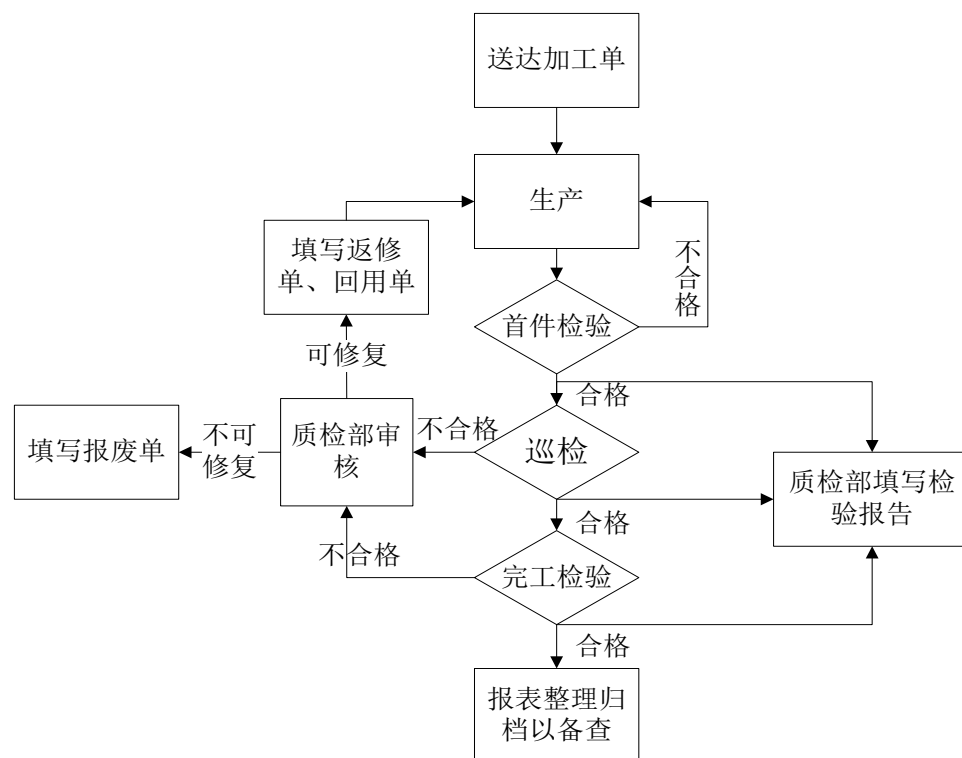 送达加工单
生产
填写返修
单、回用单
不
合
格
首件检验
可修复
合格
填写报废单
不可
修复
质检部审
核
不合格
巡检
质检部填写检
验报告
合格
不合格
完工检验
合格
报表整理归
档以备查